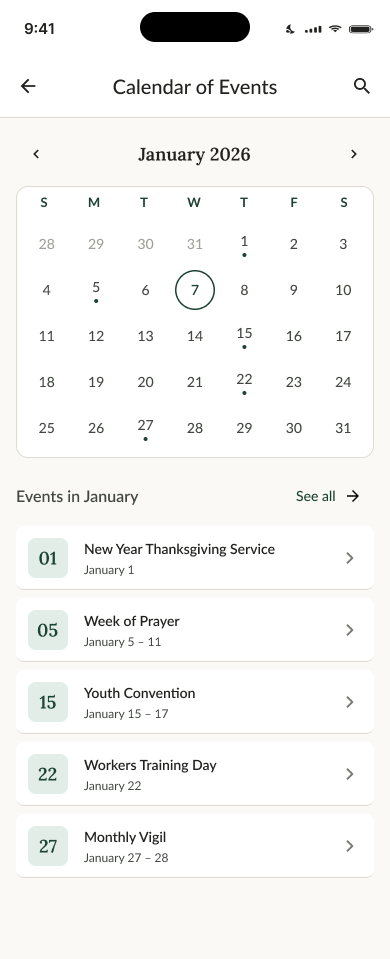 9:41
Calendar of Events
January 2026
S M T W T F S
28 29 30 31 1 2 3
4 5 6 7 8 9 10
11 12 13 14 15 16 17
18 19 20 21 22 23 24
25 26 27 28 29 30 31
Events in January See all
01 New Year Thanksgiving Service
January 1
05 Week of Prayer
January 5 – 11
15 Youth Convention
January 15 – 17
22 Workers Training Day
January 22
27 Monthly Vigil
January 27 – 28